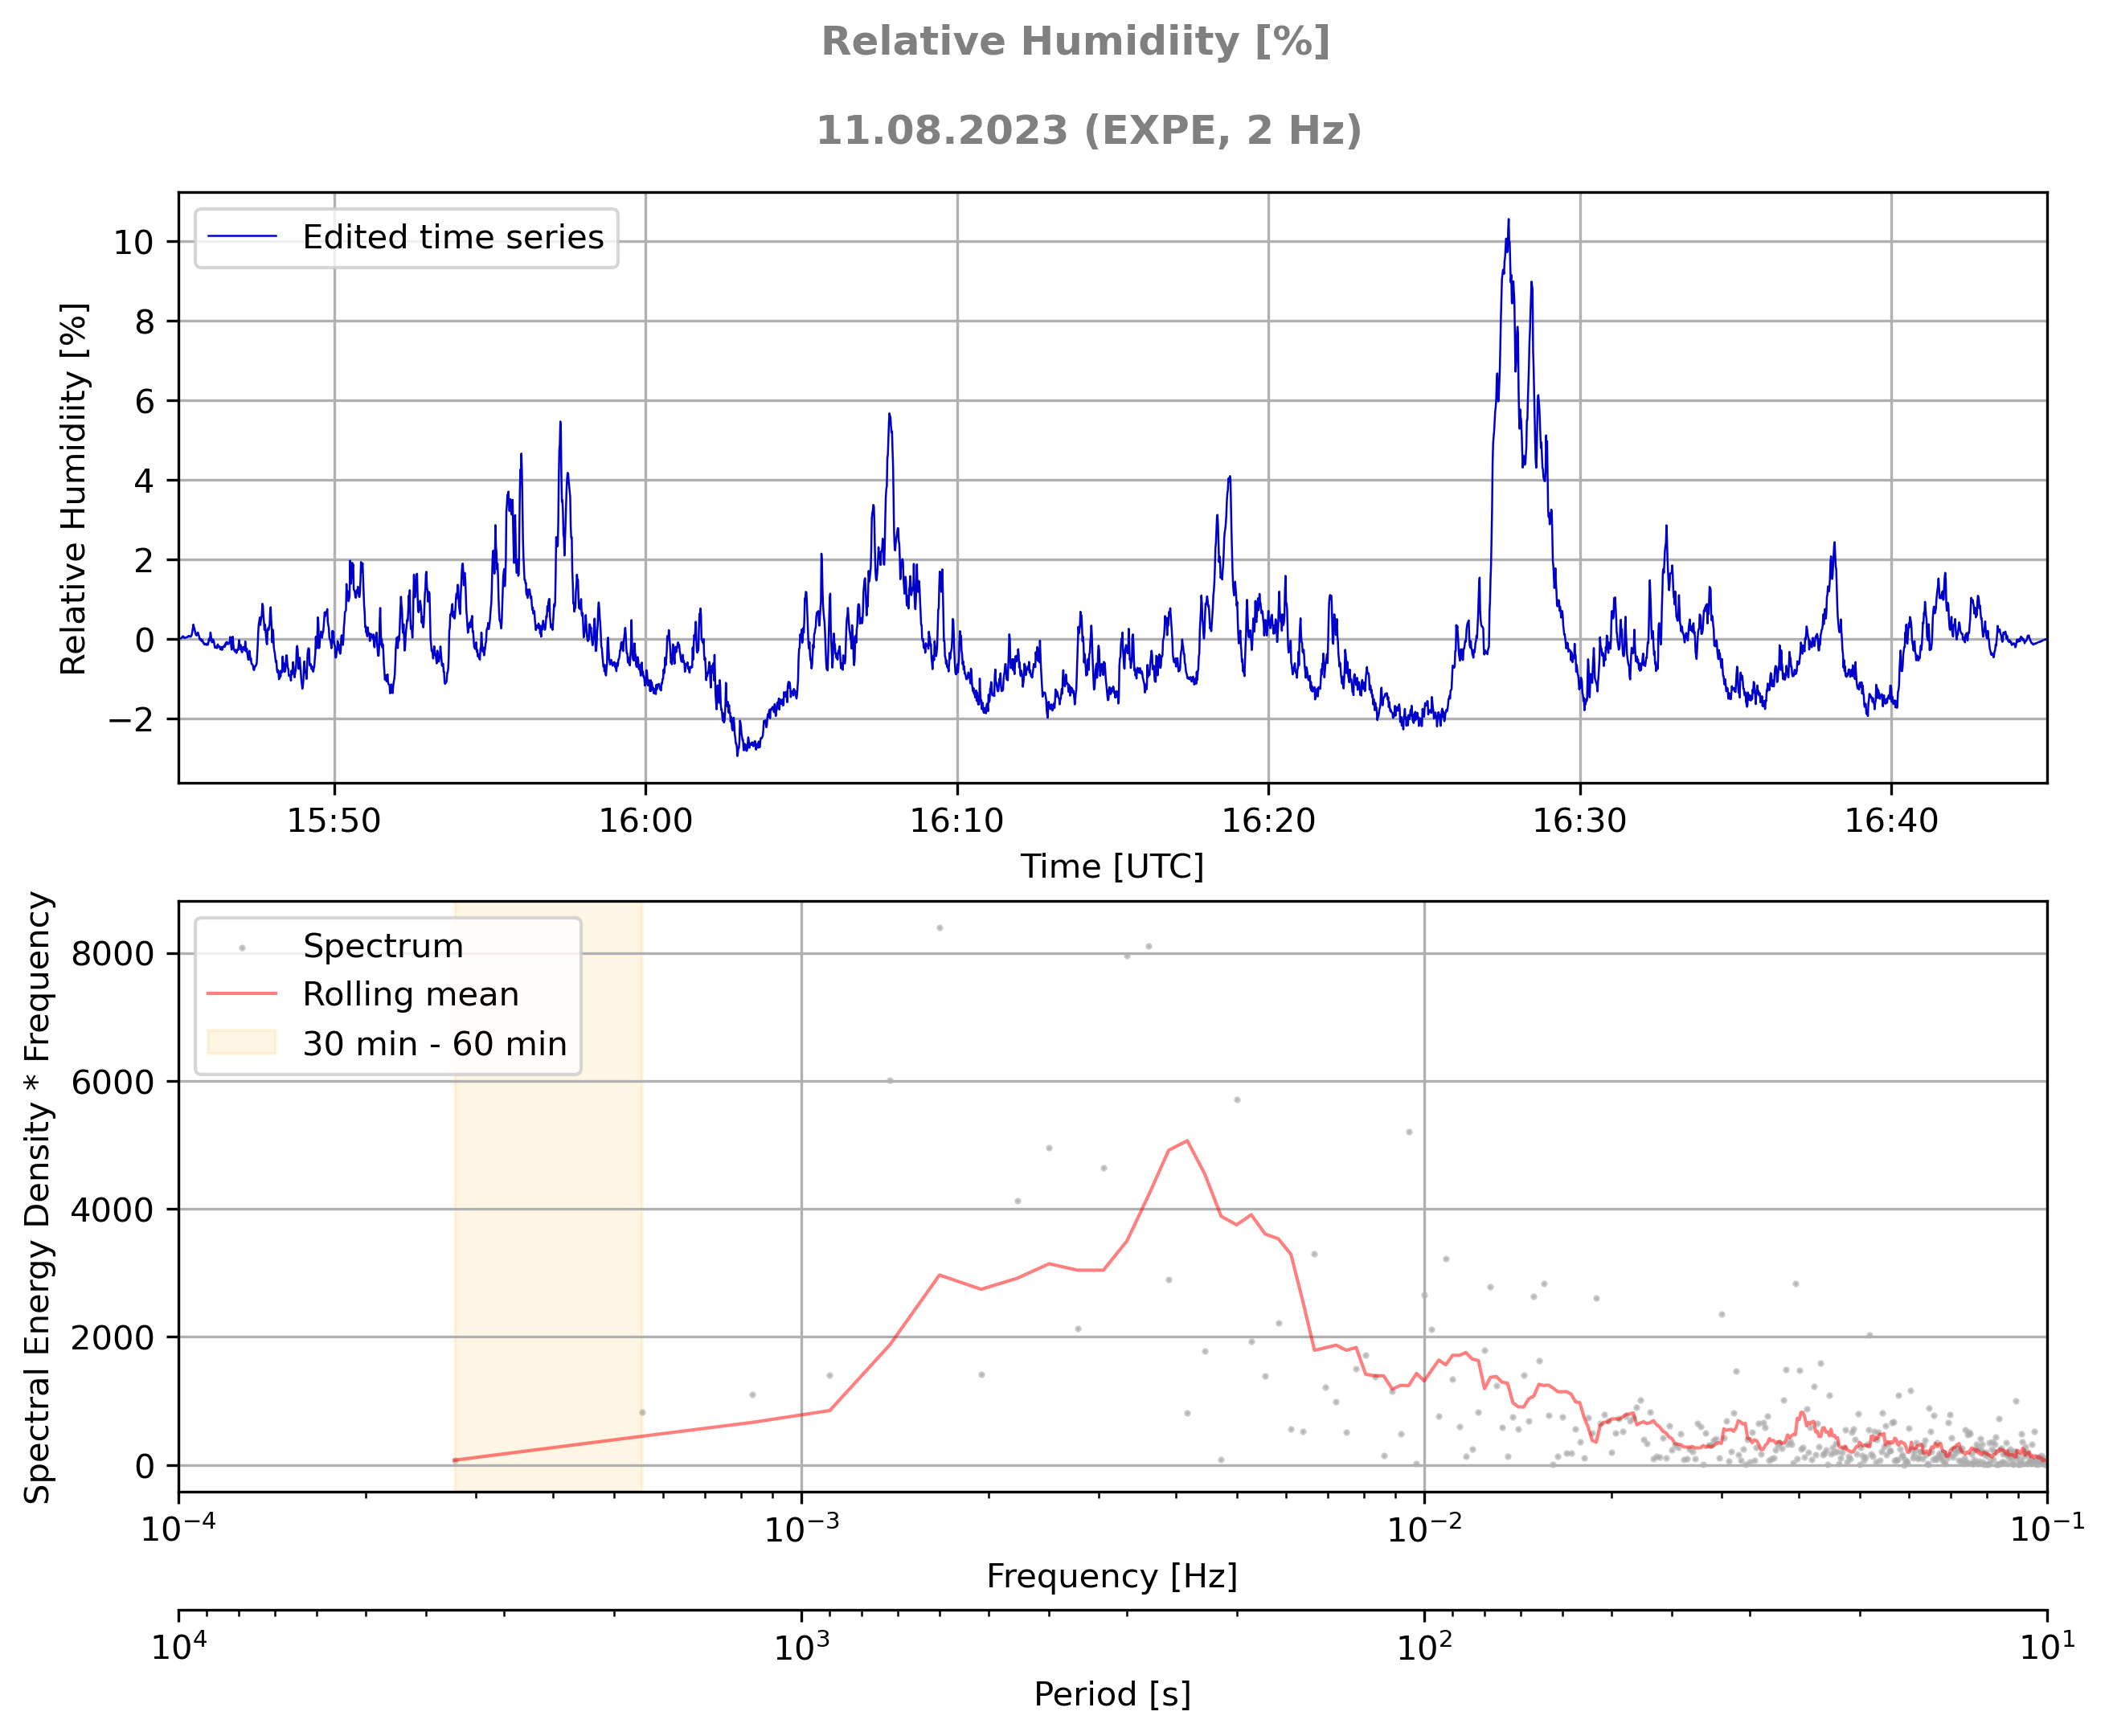 Relative Humidiity [%]
11.08.2023 (EXPE, 2 Hz)
Edited time series
Relative Humidiity [%]
10
8
6
4
2
0
−2
15:50 16:00 16:10 16:20 16:30 16:40
Time [UTC]
Spectrum
Rolling mean
30 min - 60 min
Spectral Energy Density * Frequency
8000
6000
4000
2000
0
10⁻⁴ 10⁻³ 10⁻² 10⁻¹
Frequency [Hz]
10⁴ 10³ 10² 10¹
Period [s]